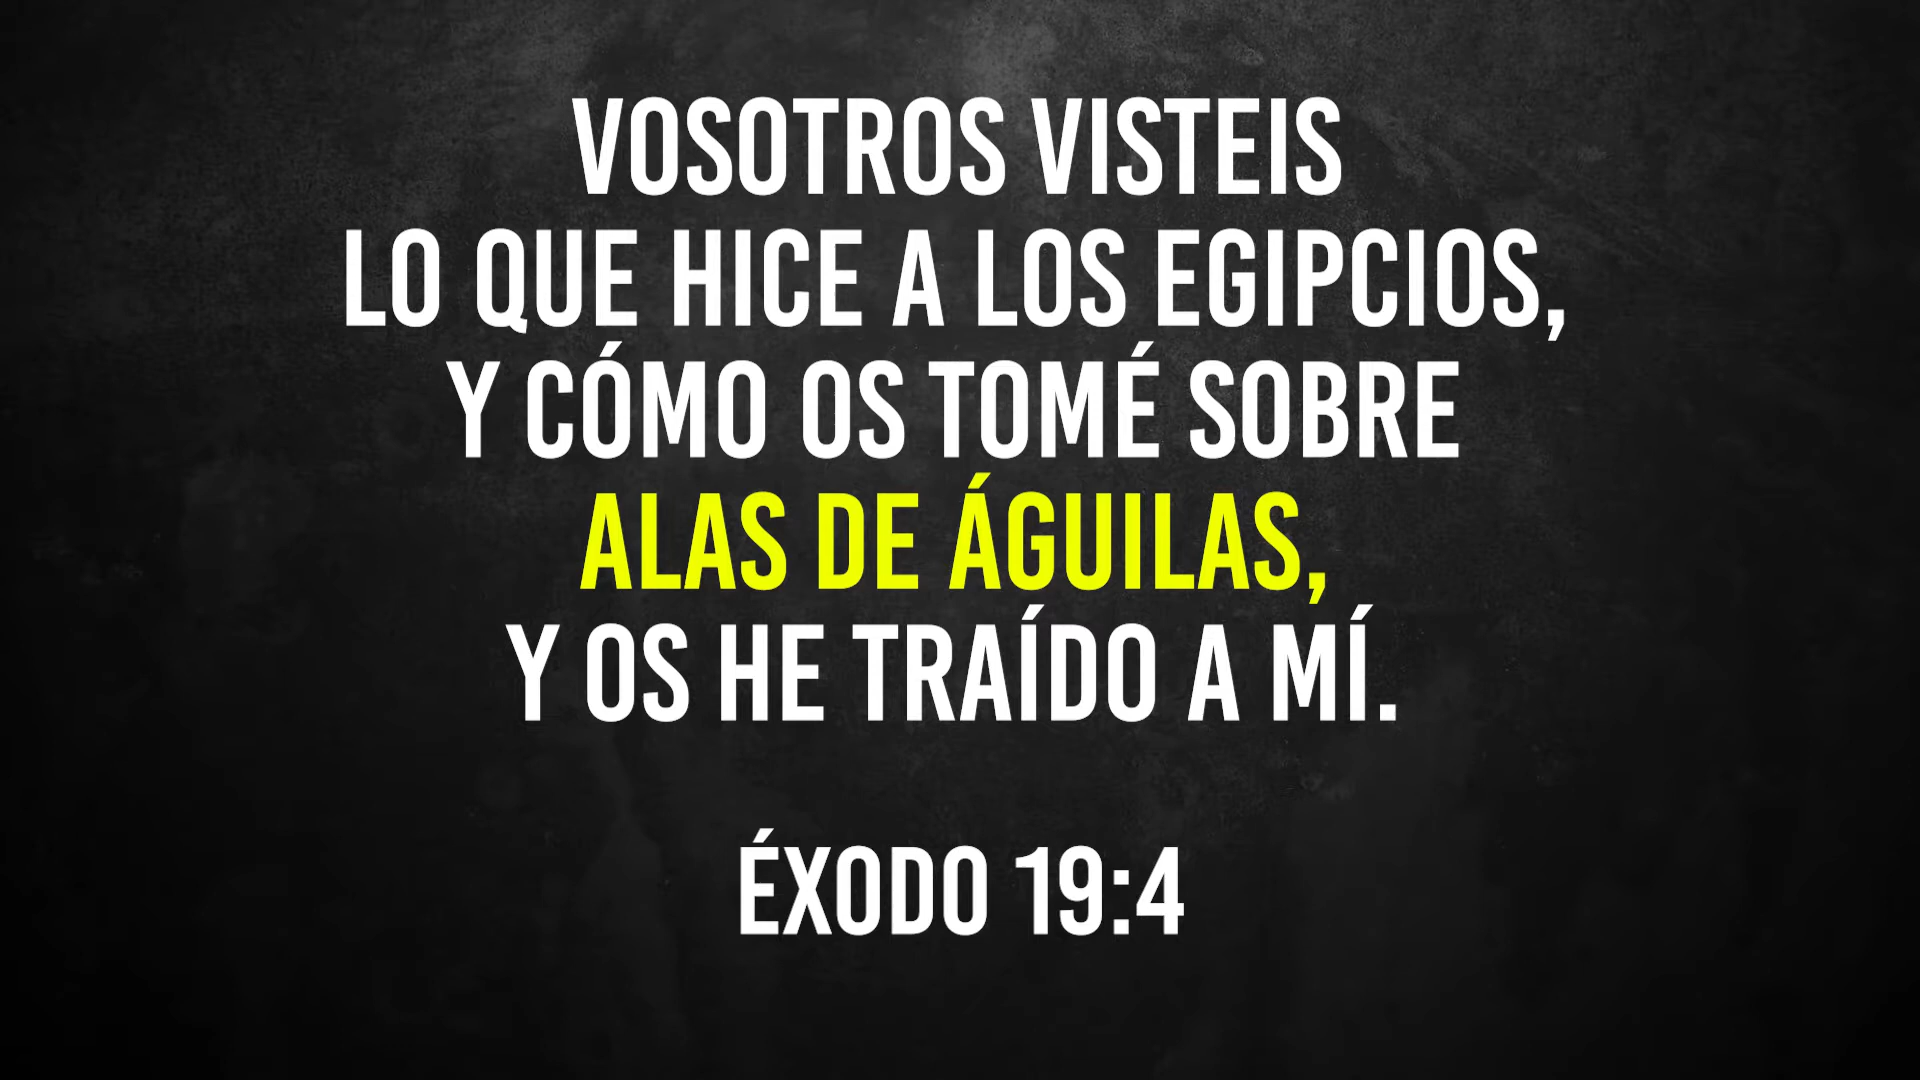 VOSOTROS VISTEIS
LO QUE HICE A LOS EGIPCIOS,
Y CÓMO OS TOMÉ SOBRE
ALAS DE ÁGUILAS,
Y OS HE TRAÍDO A MÍ.
ÉXODO 19:4